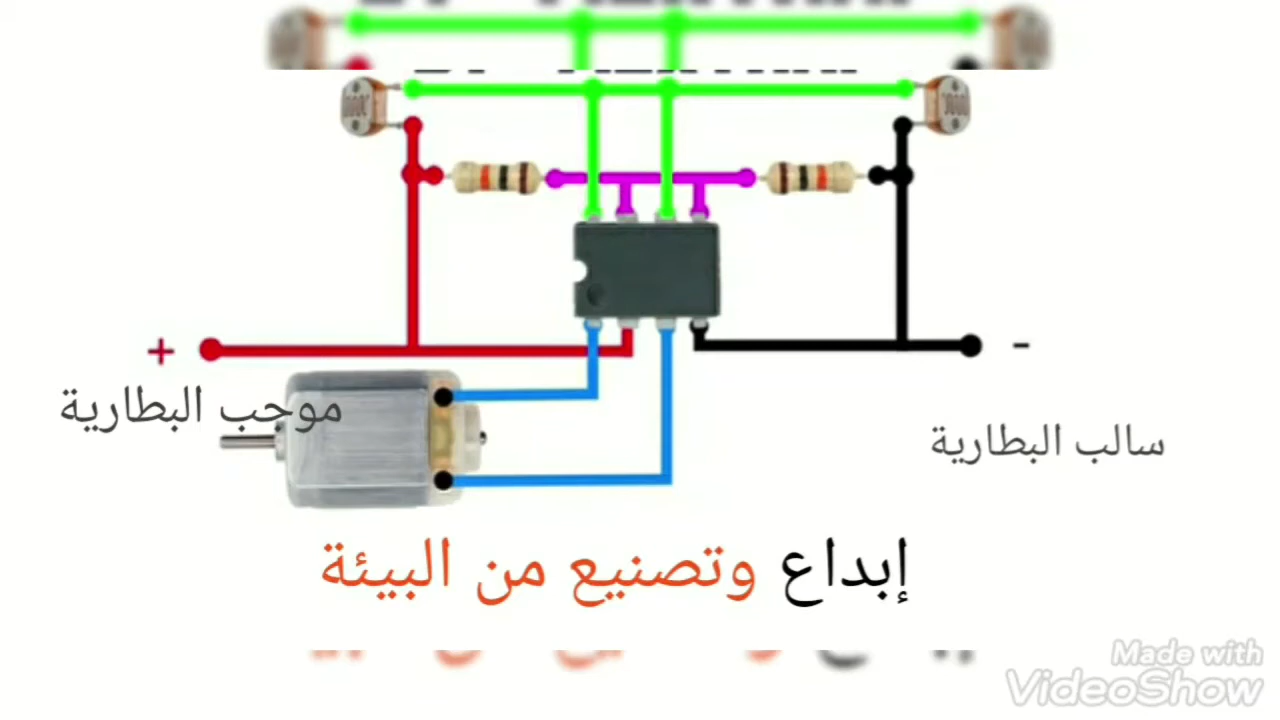 +
-
موجب البطارية
سالب البطارية
إبداع وتصنيع من البيئة
Made with
VideoShow